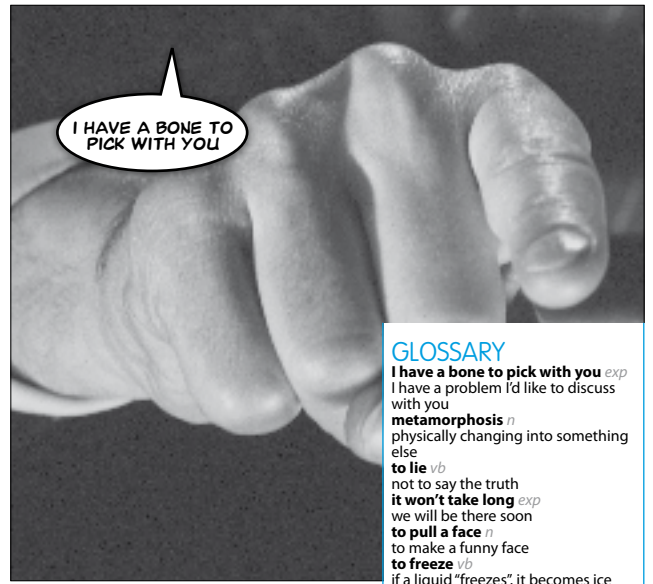 I HAVE A BONE TO
PICK WITH YOU
GLOSSARY
I have a bone to pick with you exp
I have a problem I'd like to discuss
with you
metamorphosis n
physically changing into something
else
to lie vb
not to say the truth
it won't take long exp
we will be there soon
to pull a face n
to make a funny face
to freeze vb
if a liquid "freezes", it becomes ice